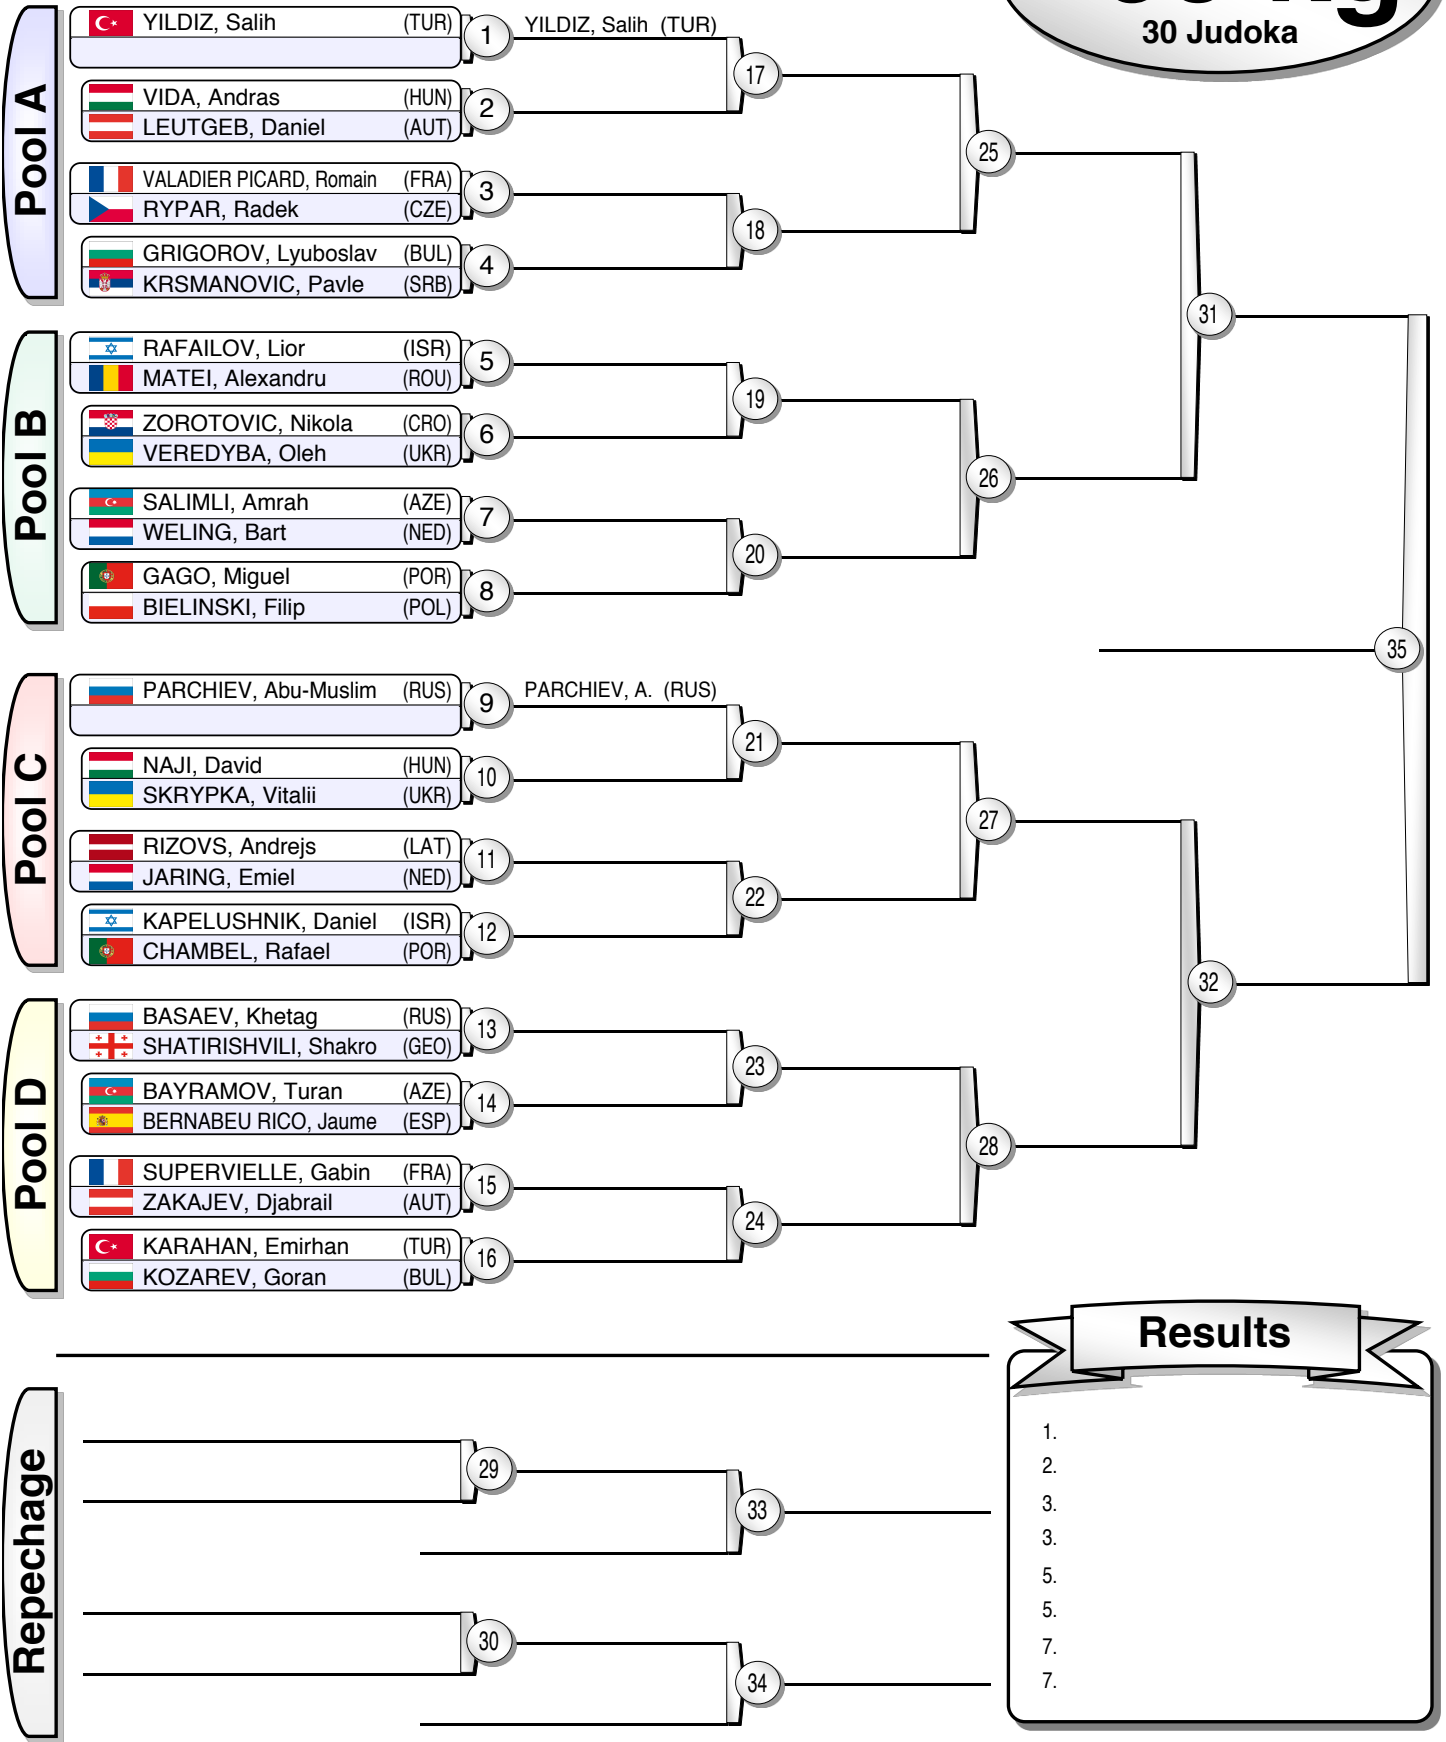 30 Judoka
Pool A
YILDIZ, Salih (TUR) 1 YILDIZ, Salih (TUR)
17
VIDA, Andras (HUN) 2
LEUTGEB, Daniel (AUT)
25
VALADIER PICARD, Romain (FRA) 3
RYPAR, Radek (CZE)
18
GRIGOROV, Lyuboslav (BUL) 4
KRSMANOVIC, Pavle (SRB)
31
Pool B
RAFAILOV, Lior (ISR) 5
MATEI, Alexandru (ROU)
19
ZOROTOVIC, Nikola (CRO) 6
VEREDYBA, Oleh (UKR)
26
SALIMLI, Amrah (AZE) 7
WELING, Bart (NED)
20
GAGO, Miguel (POR) 8
BIELINSKI, Filip (POL)
35
Pool C
PARCHIEV, Abu-Muslim (RUS) 9 PARCHIEV, A. (RUS)
21
NAJI, David (HUN) 10
SKRYPKA, Vitalii (UKR)
27
RIZOVS, Andrejs (LAT) 11
JARING, Emiel (NED)
22
KAPELUSHNIK, Daniel (ISR) 12
CHAMBEL, Rafael (POR)
32
Pool D
BASAEV, Khetag (RUS) 13
SHATIRISHVILI, Shakro (GEO)
23
BAYRAMOV, Turan (AZE) 14
BERNABEU RICO, Jaume (ESP)
28
SUPERVIELLE, Gabin (FRA) 15
ZAKAJEV, Djabrail (AUT)
24
KARAHAN, Emirhan (TUR) 16
KOZAREV, Goran (BUL)
Repechage
29
33
30
34
Results
1.
2.
3.
3.
5.
5.
7.
7.